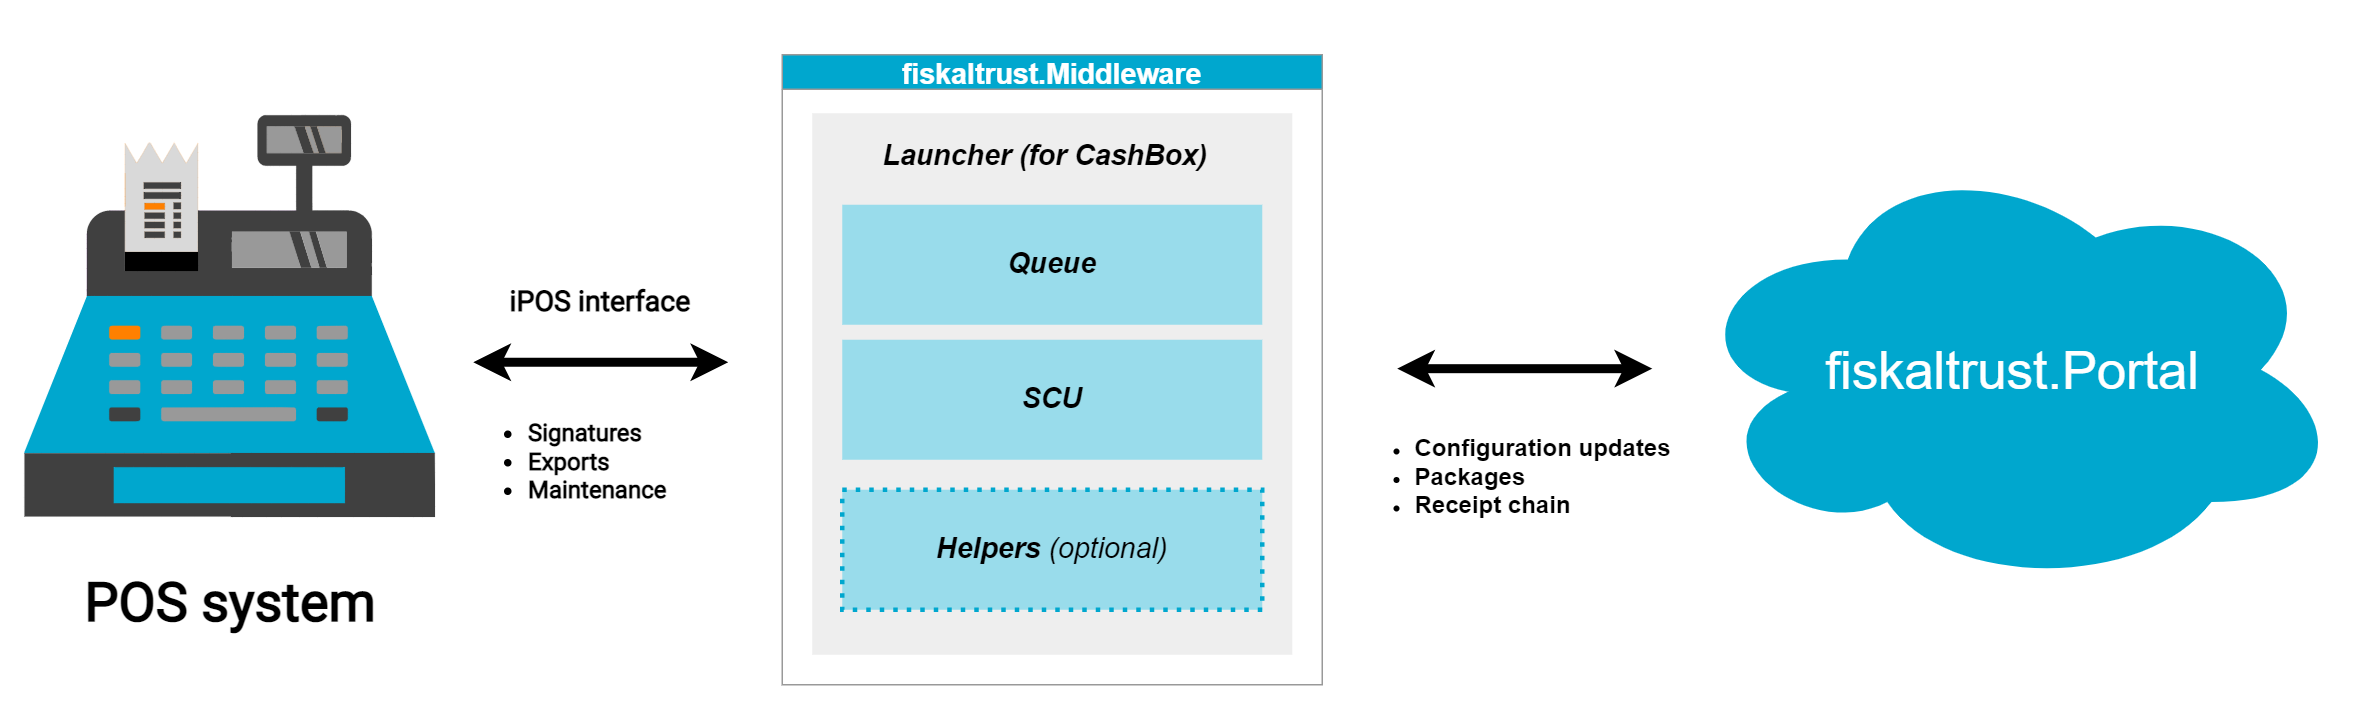 fiskaltrust.Middleware
Launcher (for CashBox)
Queue
SCU
Helpers (optional)
iPOS interface
• Signatures
• Exports
• Maintenance
POS system
• Configuration updates
• Packages
• Receipt chain
fiskaltrust.Portal